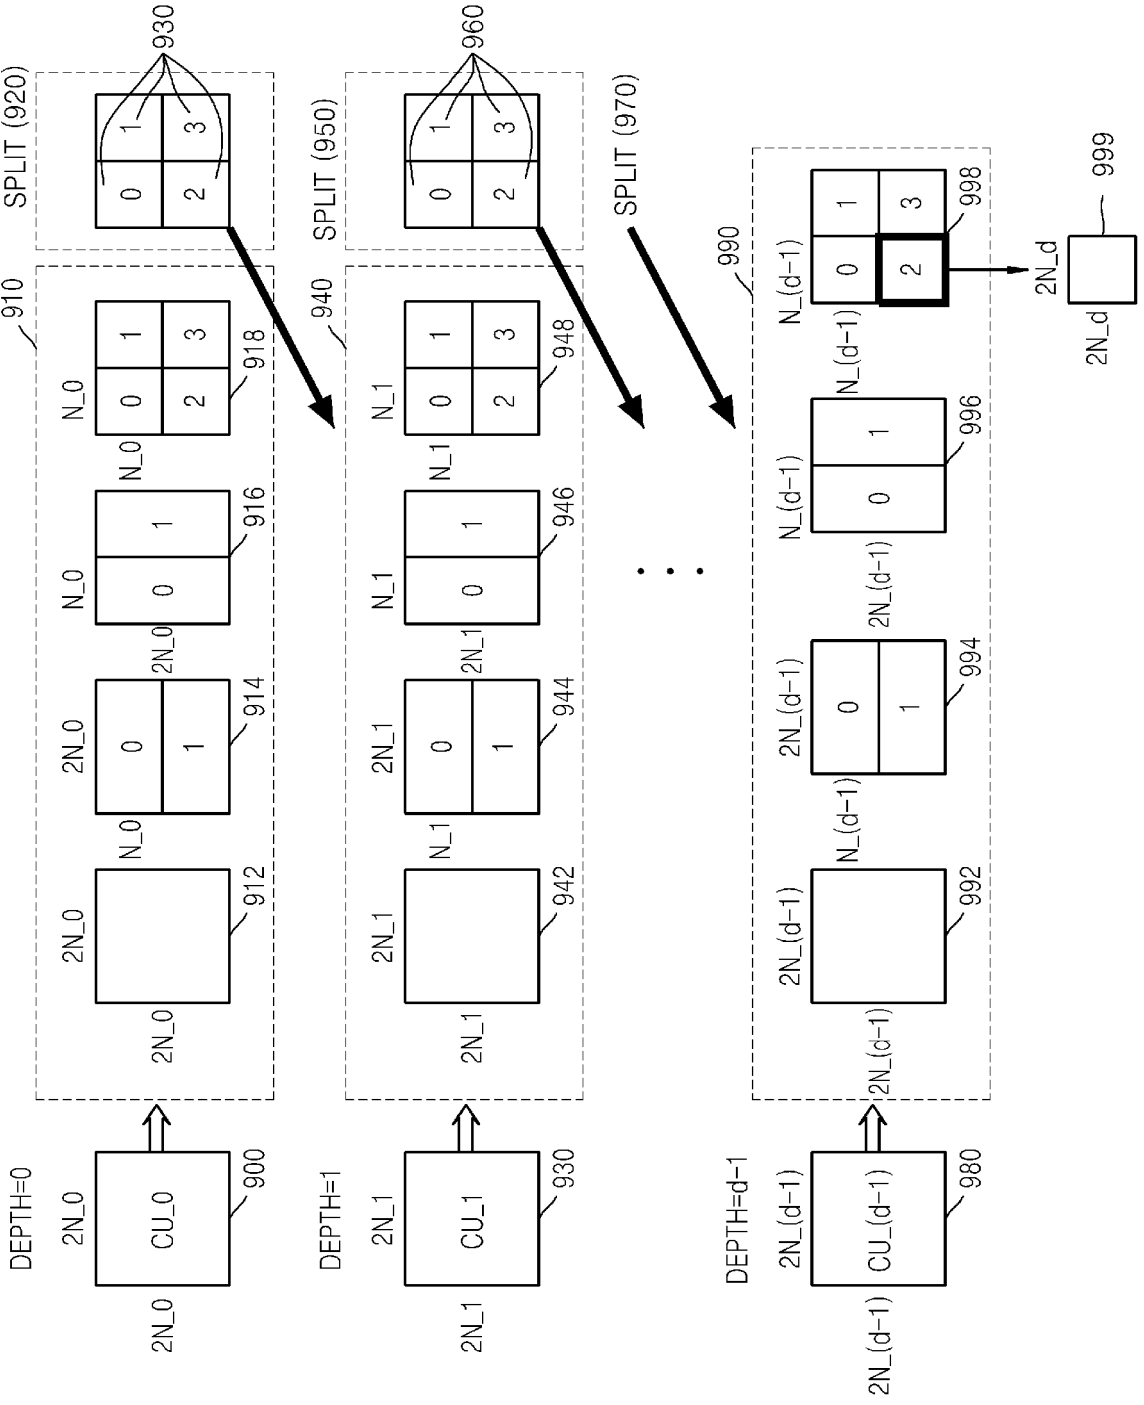 DEPTH=0
910
SPLIT (920)
930
2N_0
2N_0
2N_0
N_0
N_0
2N_0
CU_0
2N_0
N_0
0
1
2N_0
0 1
N_0
0 1
2 3
0 1
2 3
900
912
914
916
918
DEPTH=1
940
SPLIT (950)
960
2N_1
2N_1
2N_1
N_1
N_1
2N_1
CU_1
2N_1
N_1
0
1
2N_1
0 1
N_1
0 1
2 3
0 1
2 3
930
942
944
946
948
SPLIT (970)
DEPTH=d-1
990
2N_(d-1)
2N_(d-1)
2N_(d-1)
N_(d-1)
N_(d-1)
2N_(d-1)
CU_(d-1)
2N_(d-1)
N_(d-1)
0
1
2N_(d-1)
0 1
N_(d-1)
0 1
2 3
980
992
994
996
998
2N_d
2N_d
999